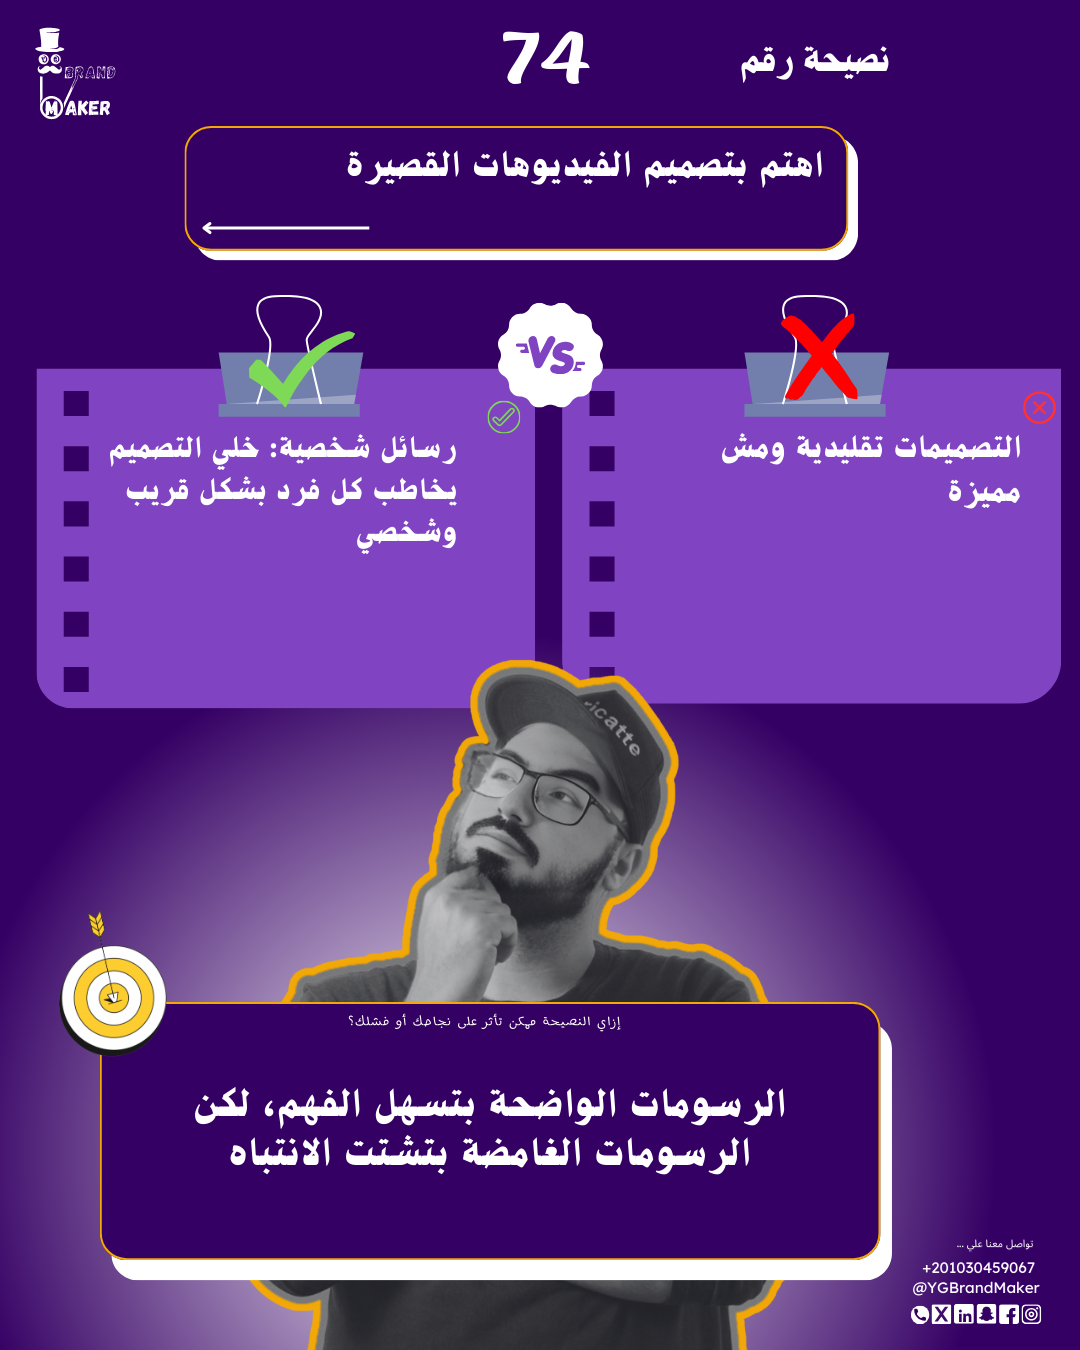 BRAND
MAKER
نصيحة رقم 74
اهتم بتصميم الفيديوهات القصيرة
VS
التصميمات تقليدية ومش
مميزة
رسائل شخصية: خلي التصميم
يخاطب كل فرد بشكل قريب
وشخصي
icatte
إزاي النصيحة ممكن تأثر على نجاحك أو فشلك؟
الرسومات الواضحة بتسهل الفهم، لكن
الرسومات الغامضة بتشتت الانتباه
تواصل معنا علي ...
+201030459067
@YGBrandMaker